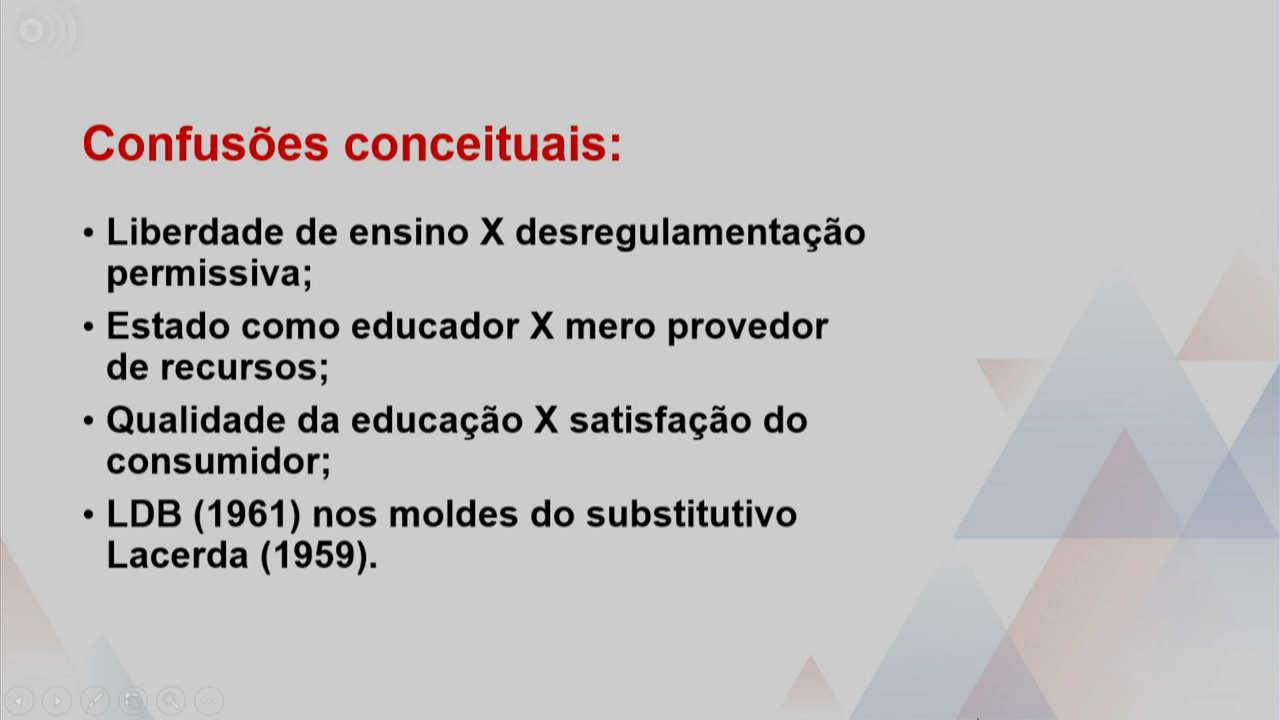 Confusões conceituais:
• Liberdade de ensino X desregulamentação
permissiva;
• Estado como educador X mero provedor
de recursos;
• Qualidade da educação X satisfação do
consumidor;
• LDB (1961) nos moldes do substitutivo
Lacerda (1959).